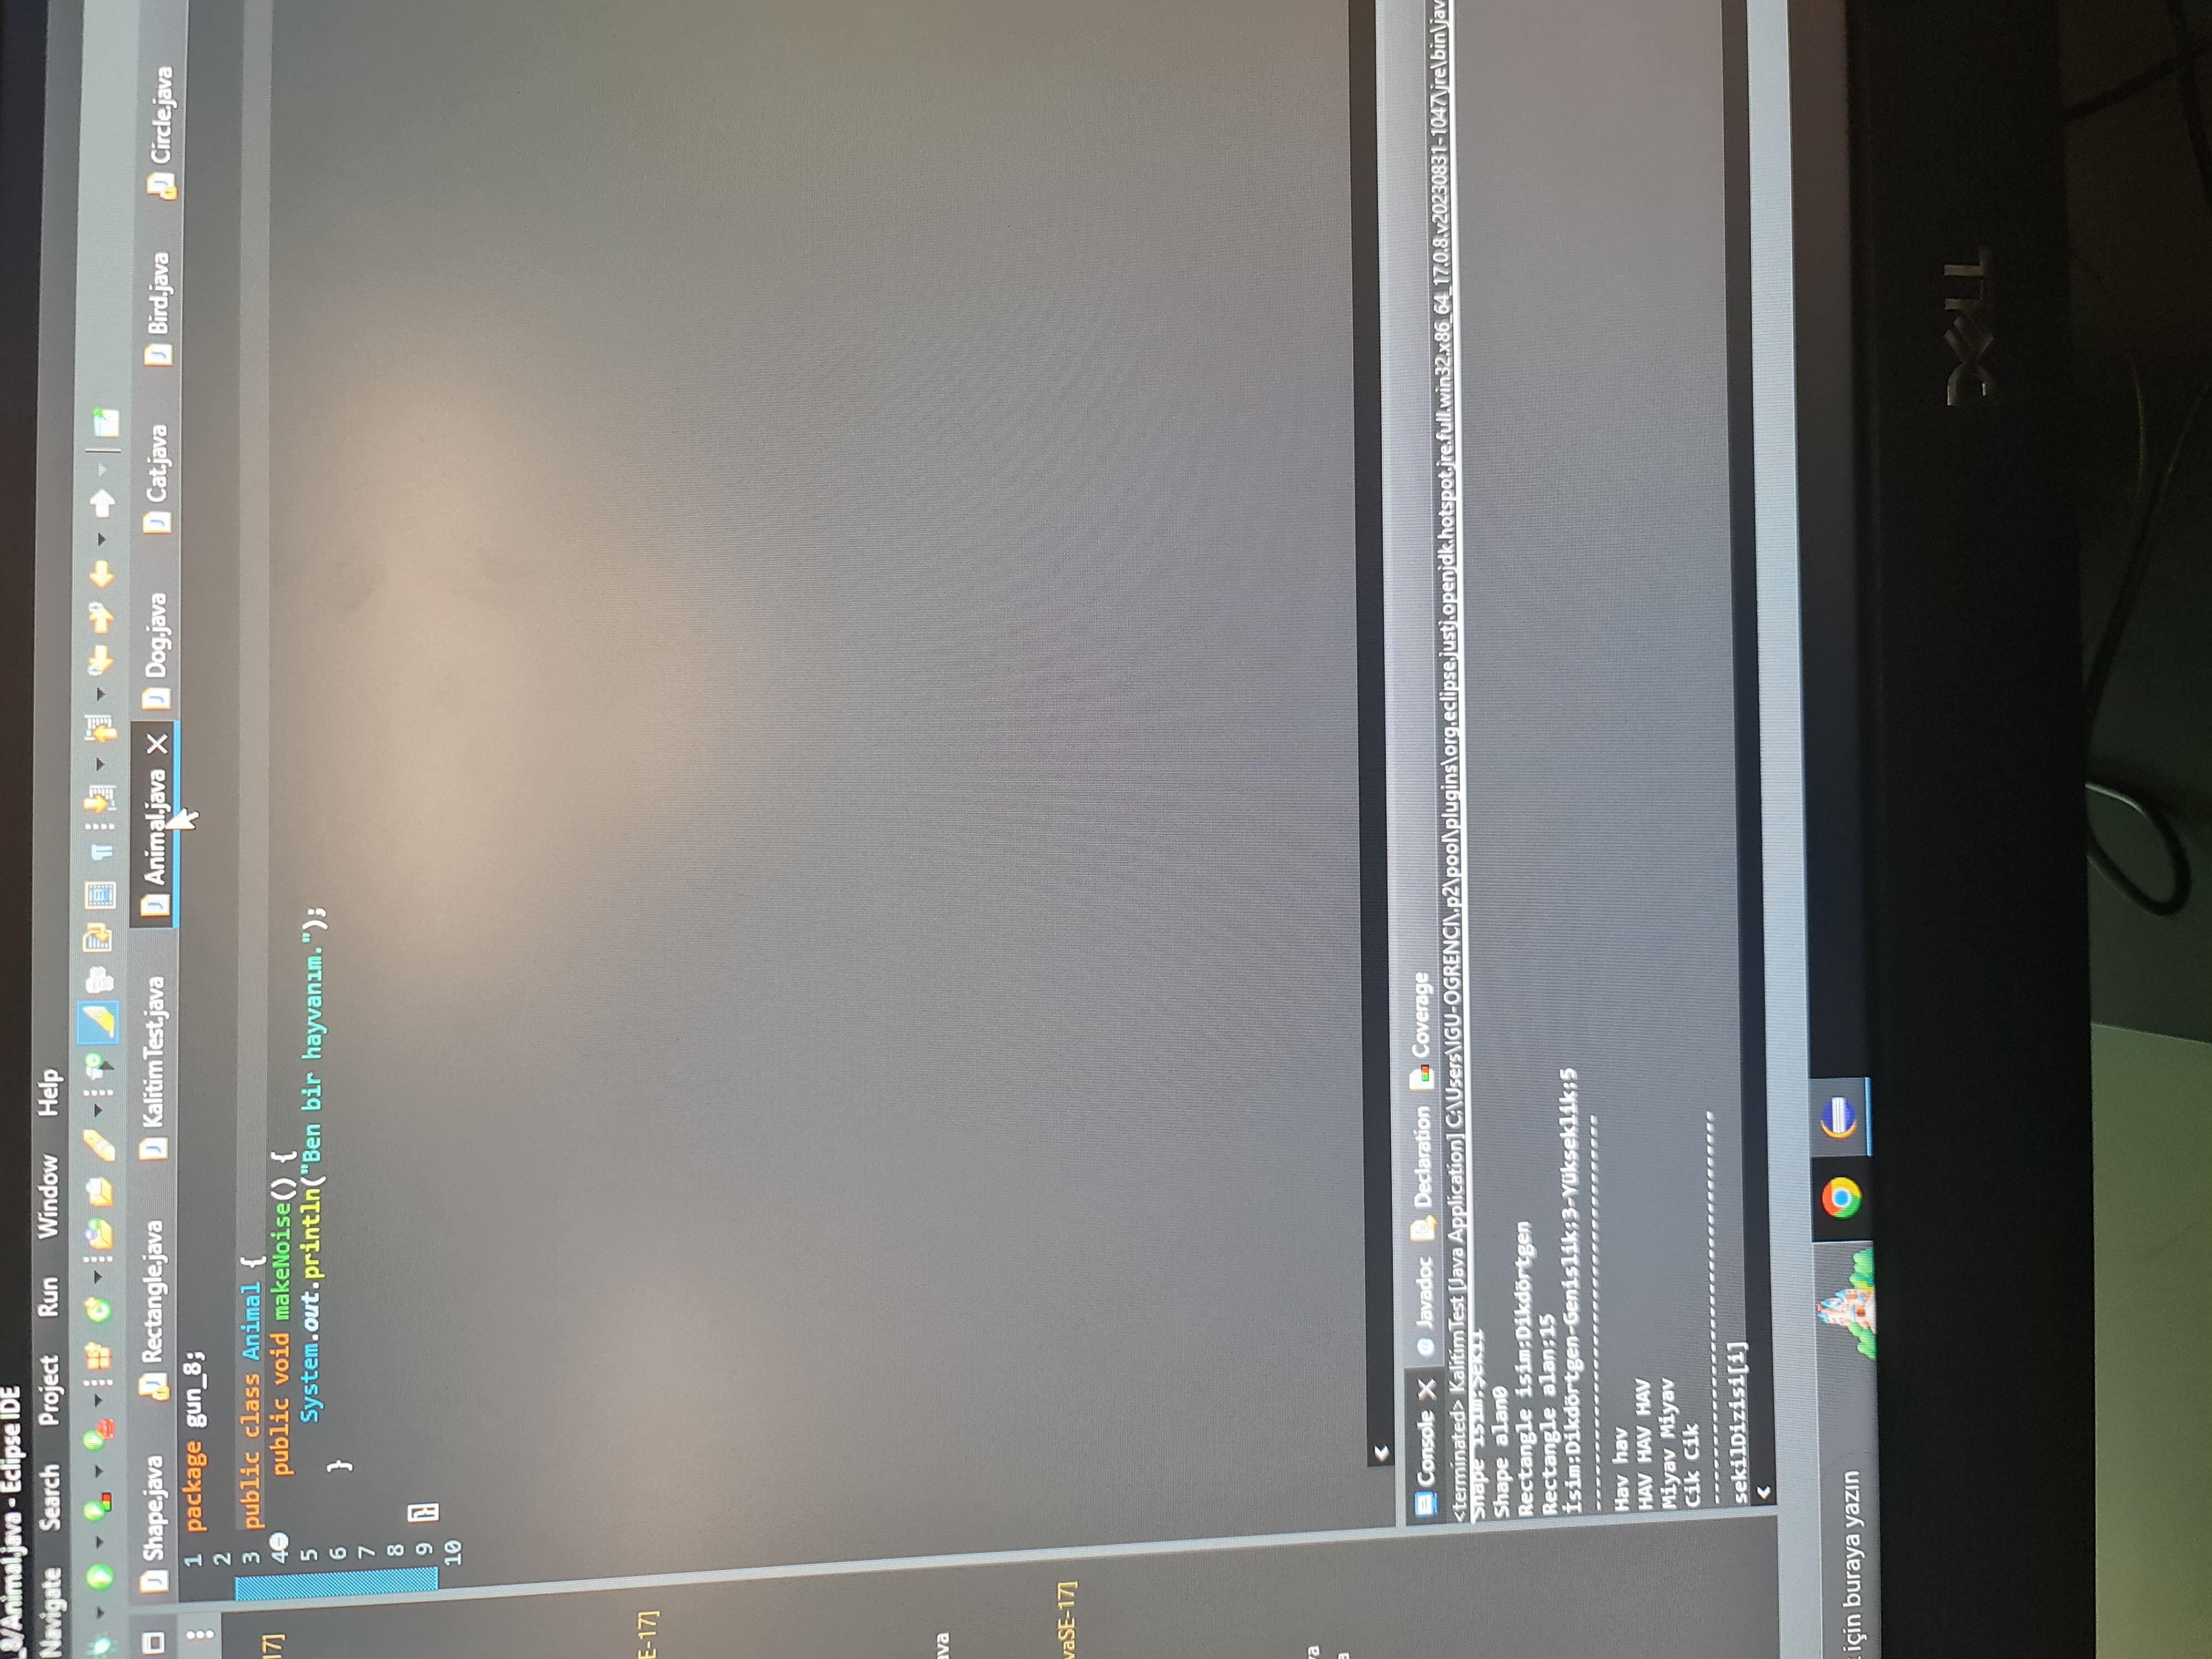 _8/Animal.java - Eclipse IDE
Navigate Search Project Run Window Help
Shape.java Rectangle.java KalitimTest.java Animal.java Dog.java Cat.java Bird.java Circle.java
1 package gun_8;
2
3 public class Animal {
4 public void makeNoise() {
5 System.out.println("Ben bir hayvanım.");
6 }
7
8
9 }
10
17]
E-17]
ava
vaSE-17]
va
a
Console Javadoc Declaration Coverage
<terminated> KalitimTest [Java Application] C:\Users\IGU-OGRENCI\.p2\pool\plugins\org.eclipse.justj.openjdk.hotspot.jre.full.win32.x86_64_17.0.8.v20230831-1047\jre\bin\jav
Shape isim:Şekil
Shape alan0
Rectangle isim:Dikdörtgen
Rectangle alan:15
İsim:Dikdörtgen-Genislik:3-Yükseklik:5
----------------------------------
Hav hav
HAV HAV HAV
Miyav Miyav
Cik Cik
----------------------------------
sekilDizisi[i]
için buraya yazın
DELL